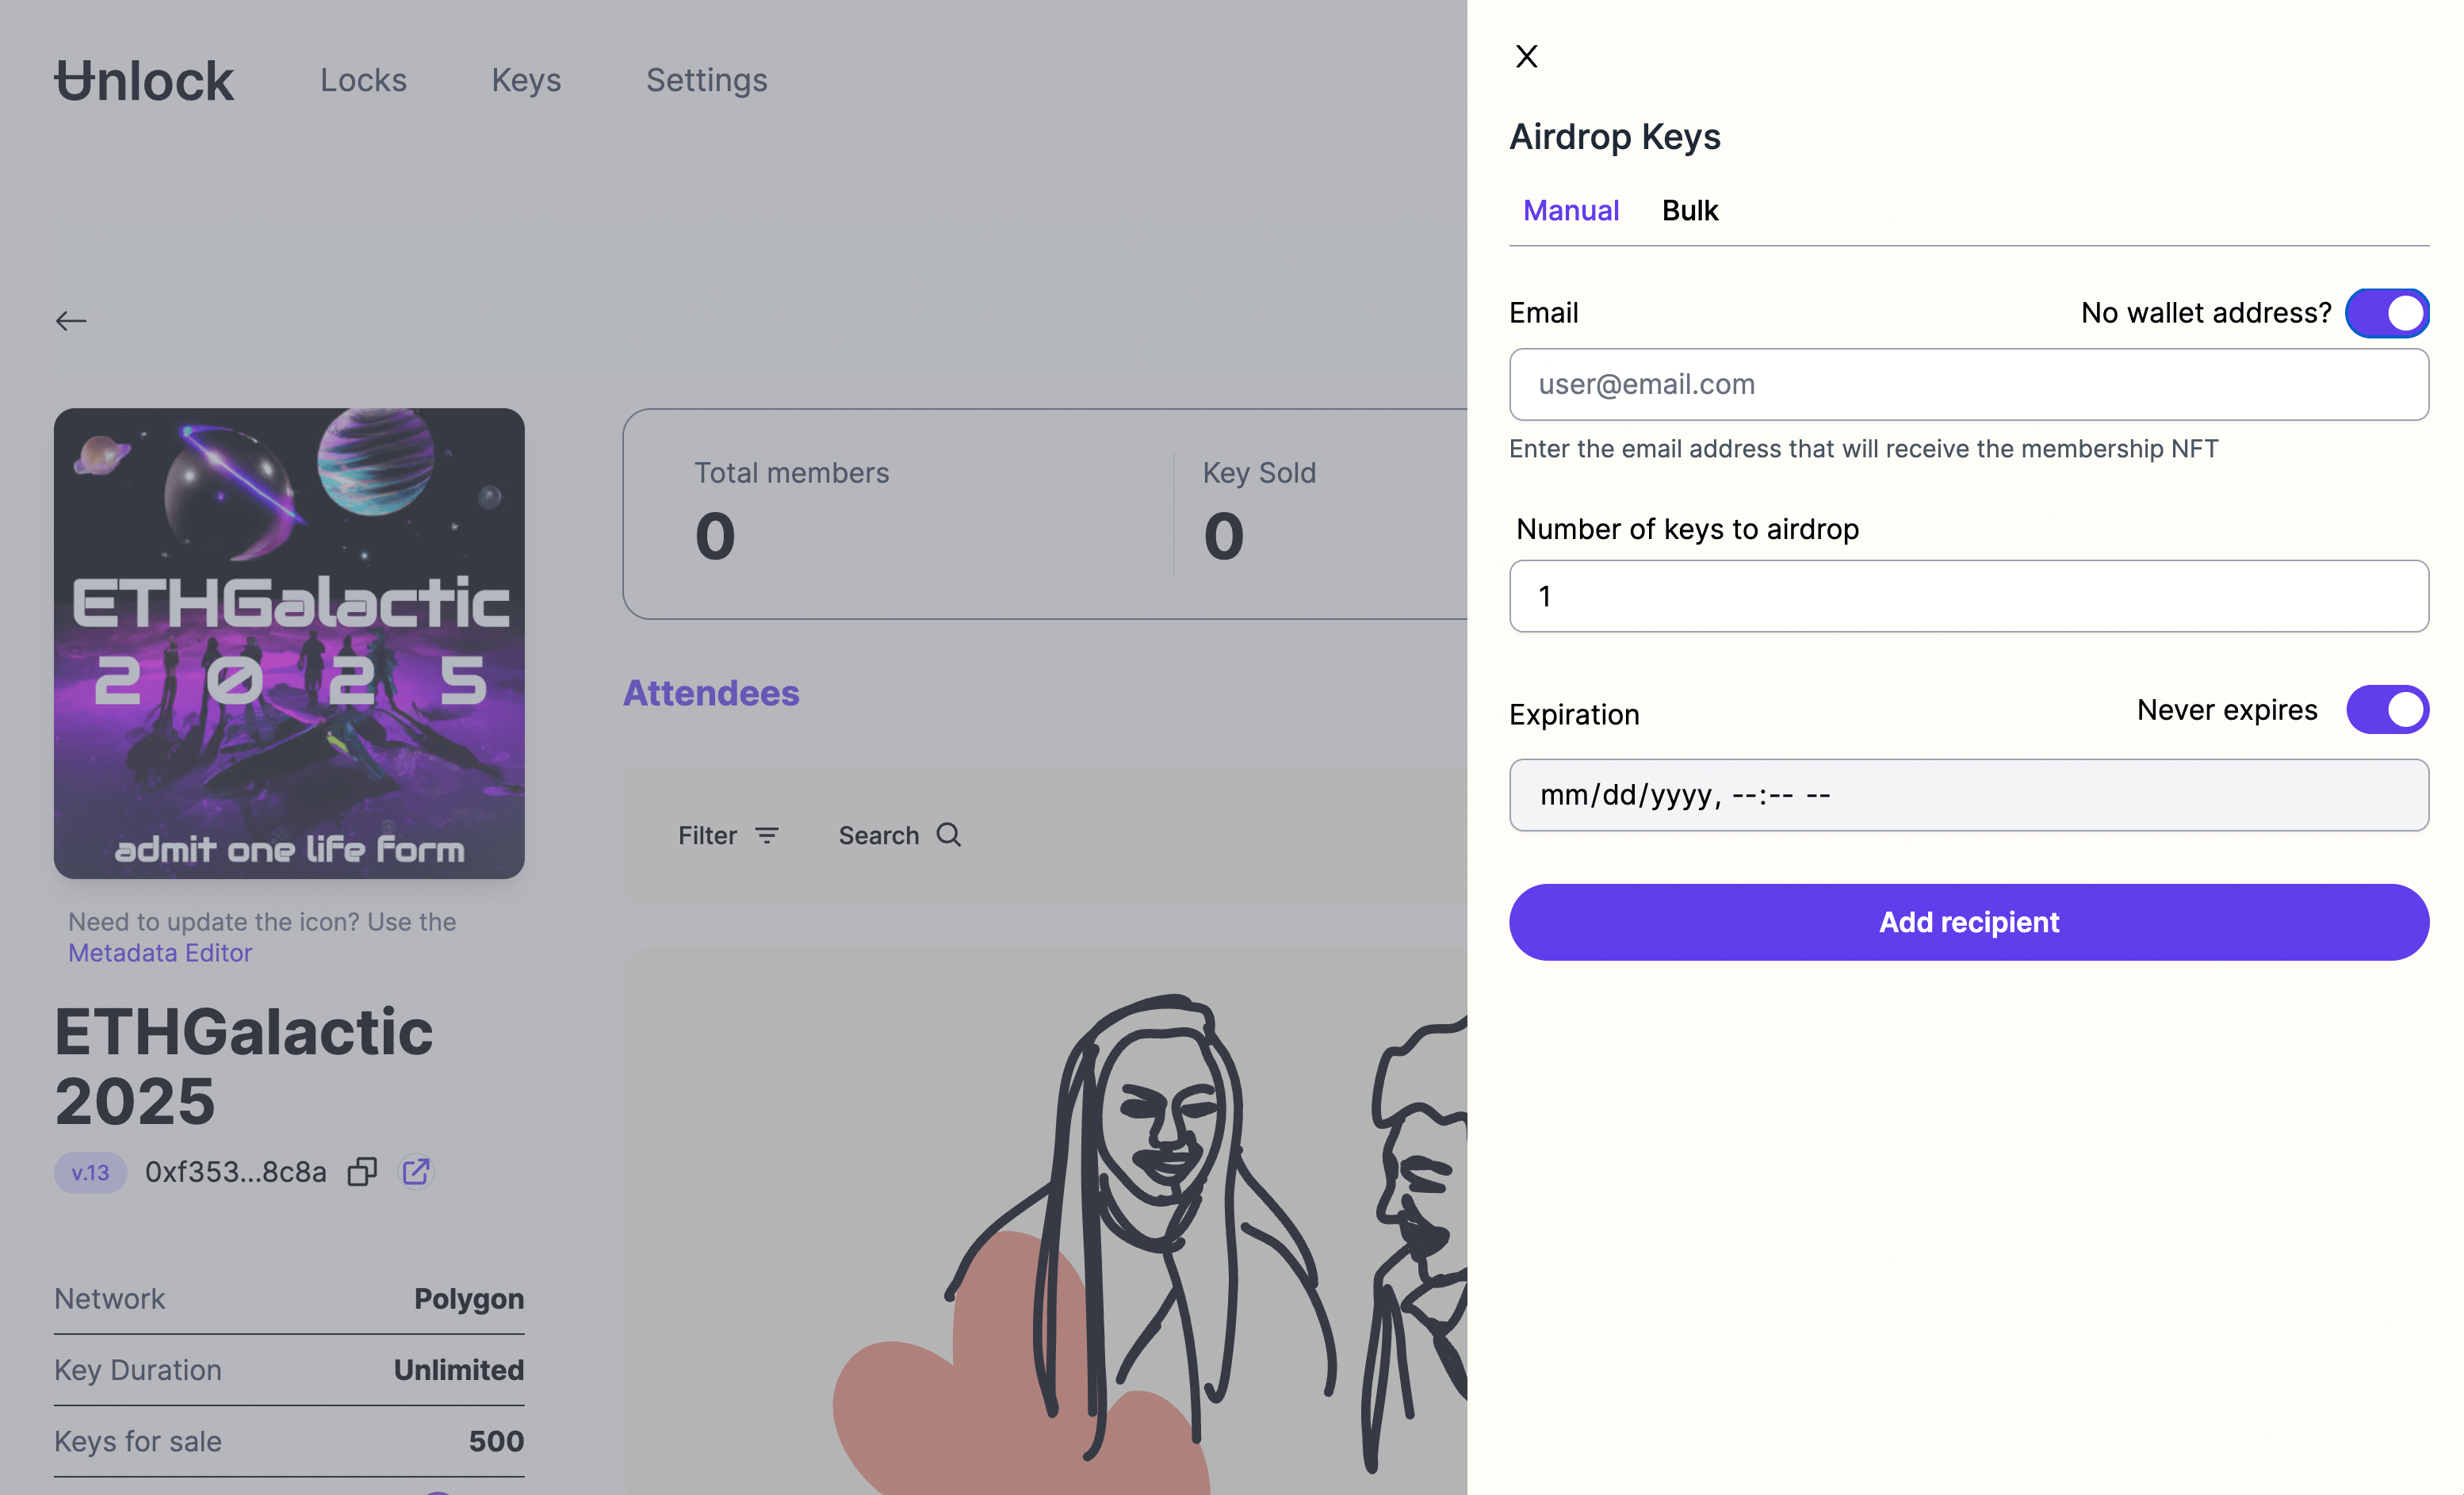 Unlock
Locks
Keys
Settings
ETHGalactic
2025
admit one life form
Need to update the icon? Use the
Metadata Editor
ETHGalactic
2025
v.13
0xf353...8c8a
Network
Polygon
Key Duration
Unlimited
Keys for sale
500
Total members
0
Key Sold
0
Attendees
Filter
Search
X
Airdrop Keys
Manual
Bulk
Email
No wallet address?
user@email.com
Enter the email address that will receive the membership NFT
Number of keys to airdrop
1
Expiration
Never expires
mm/dd/yyyy, --:-- --
Add recipient